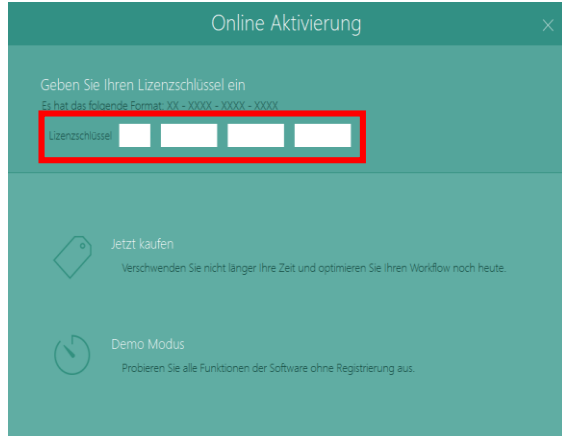 Online Aktivierung
Geben Sie Ihren Lizenzschlüssel ein
Es hat das folgende Format: XX - XXXX - XXXX - XXXX
Lizenzschlüssel
Jetzt kaufen
Verschwenden Sie nicht länger Ihre Zeit und optimieren Sie Ihren Workflow noch heute.
Demo Modus
Probieren Sie alle Funktionen der Software ohne Registrierung aus.